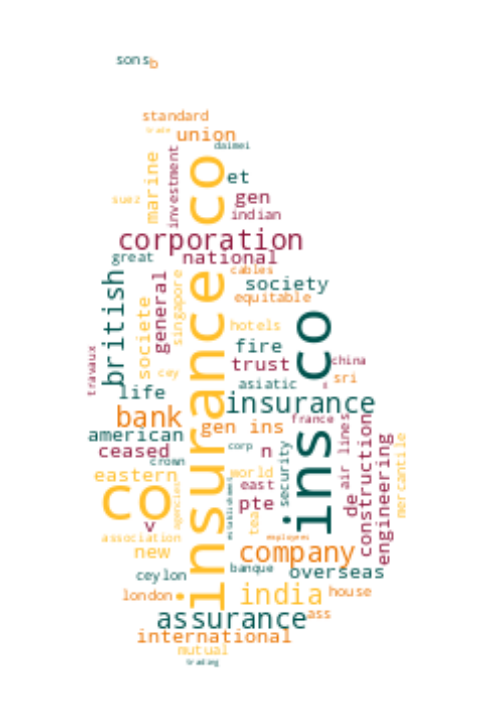 sons b
standard
trade
union
daimei
insurance co
marine
investment
et
suez
gen
indian
corporation
great
national
cables
british
general
singapore
society
equitable
societe
hotels
ins co
fire
travaux
trust
china
cey
asiatic
sri
s
life
insurance
bank
gen ins
france
american
air lines
construction
ceased
corp
n
security
engineering
mercantile
crown
eastern
world
east
de
co
agencies
establishment
pte
tea
v
association
employees
new
company
ceylon
banque
overseas
london
india
house
assurance
ass
international
mutual
trading